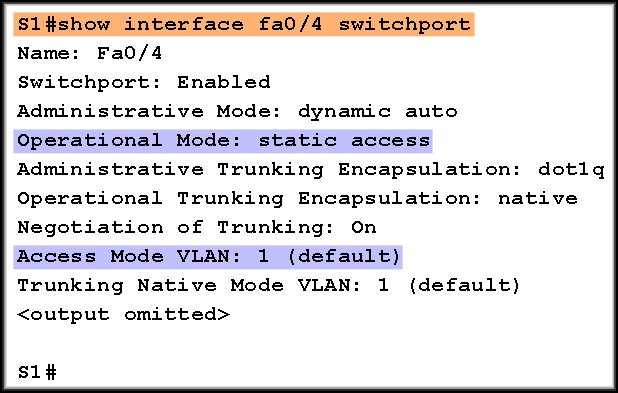 S1#show interface fa0/4 switchport
Name: Fa0/4
Switchport: Enabled
Administrative Mode: dynamic auto
Operational Mode: static access
Administrative Trunking Encapsulation: dot1q
Operational Trunking Encapsulation: native
Negotiation of Trunking: On
Access Mode VLAN: 1 (default)
Trunking Native Mode VLAN: 1 (default)
<output omitted>
S1#